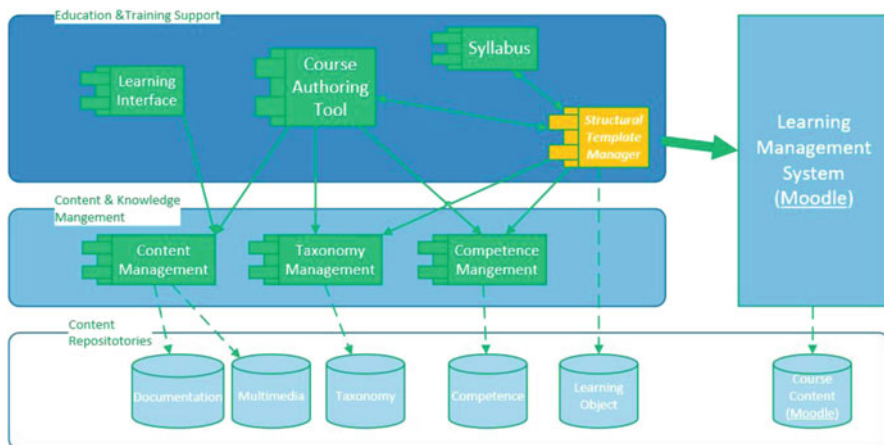 Education &Training Support
Syllabus
Course
Authoring
Tool
Learning
Interface
Structural
Template
Manager
Learning
Management
System
(Moodle)
Content & Knowledge
Mangement
Content
Management
Taxonomy
Management
Competence
Mangement
Content
Repositotories
Documentation
Multimedia
Taxonomy
Competence
Learning
Object
Course
Content
(Moodle)